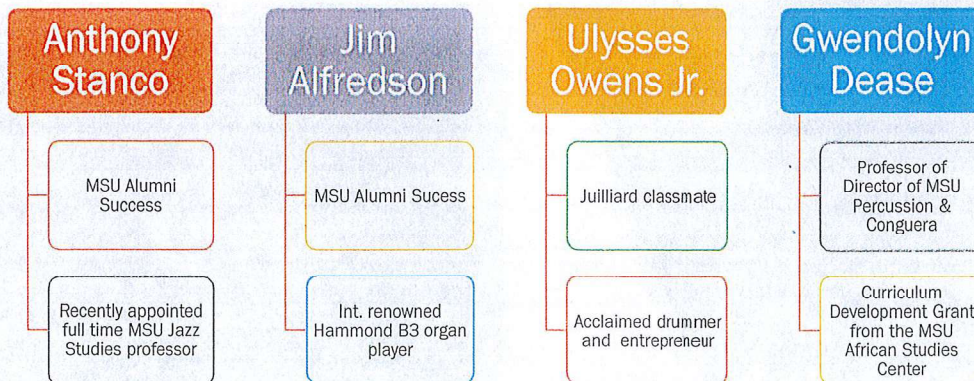 Anthony
Stanco
MSU Alumni
Success
Recently appointed
full time MSU Jazz
Studies professor
Jim
Alfredson
MSU Alumni Sucess
Int. renowned
Hammond B3 organ
player
Ulysses
Owens Jr.
Juilliard classmate
Acclaimed drummer
and entrepreneur
Gwendolyn
Dease
Professor of
Director of MSU
Percussion &
Conguera
Curriculum
Development Grant
from the MSU
African Studies
Center